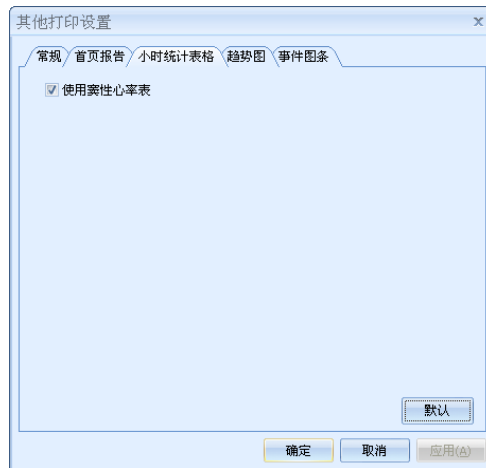 其他打印设置
常规 首页报告 小时统计表格 趋势图 事件图条
使用窦性心率表
默认
确定 取消 应用(A)